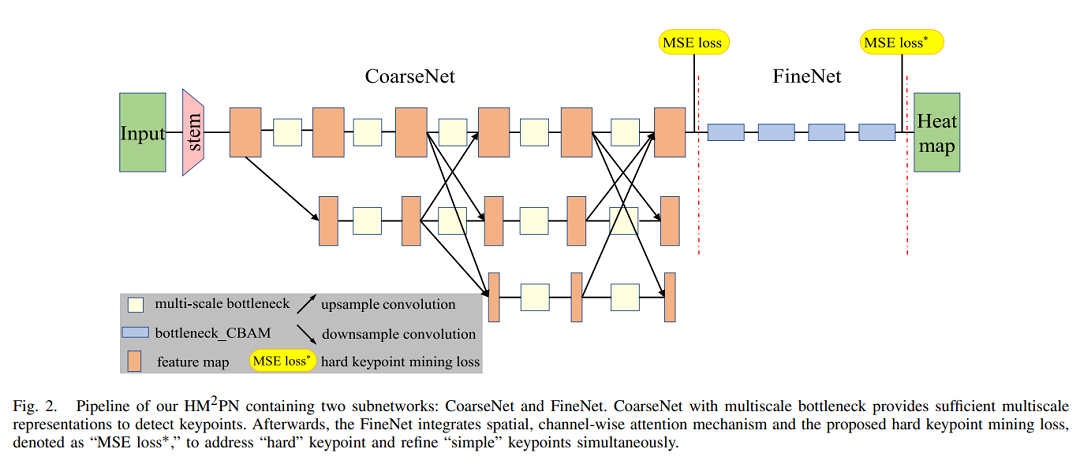 MSE loss
MSE loss*
CoarseNet
FineNet
Input
stem
Heat
map
multi-scale bottleneck
upsample convolution
bottleneck_CBAM
downsample convolution
feature map
MSE loss*
hard keypoint mining loss
Fig. 2. Pipeline of our HM²PN containing two subnetworks: CoarseNet and FineNet. CoarseNet with multiscale bottleneck provides sufficient multiscale
representations to detect keypoints. Afterwards, the FineNet integrates spatial, channel-wise attention mechanism and the proposed hard keypoint mining loss,
denoted as “MSE loss*,” to address “hard” keypoint and refine “simple” keypoints simultaneously.